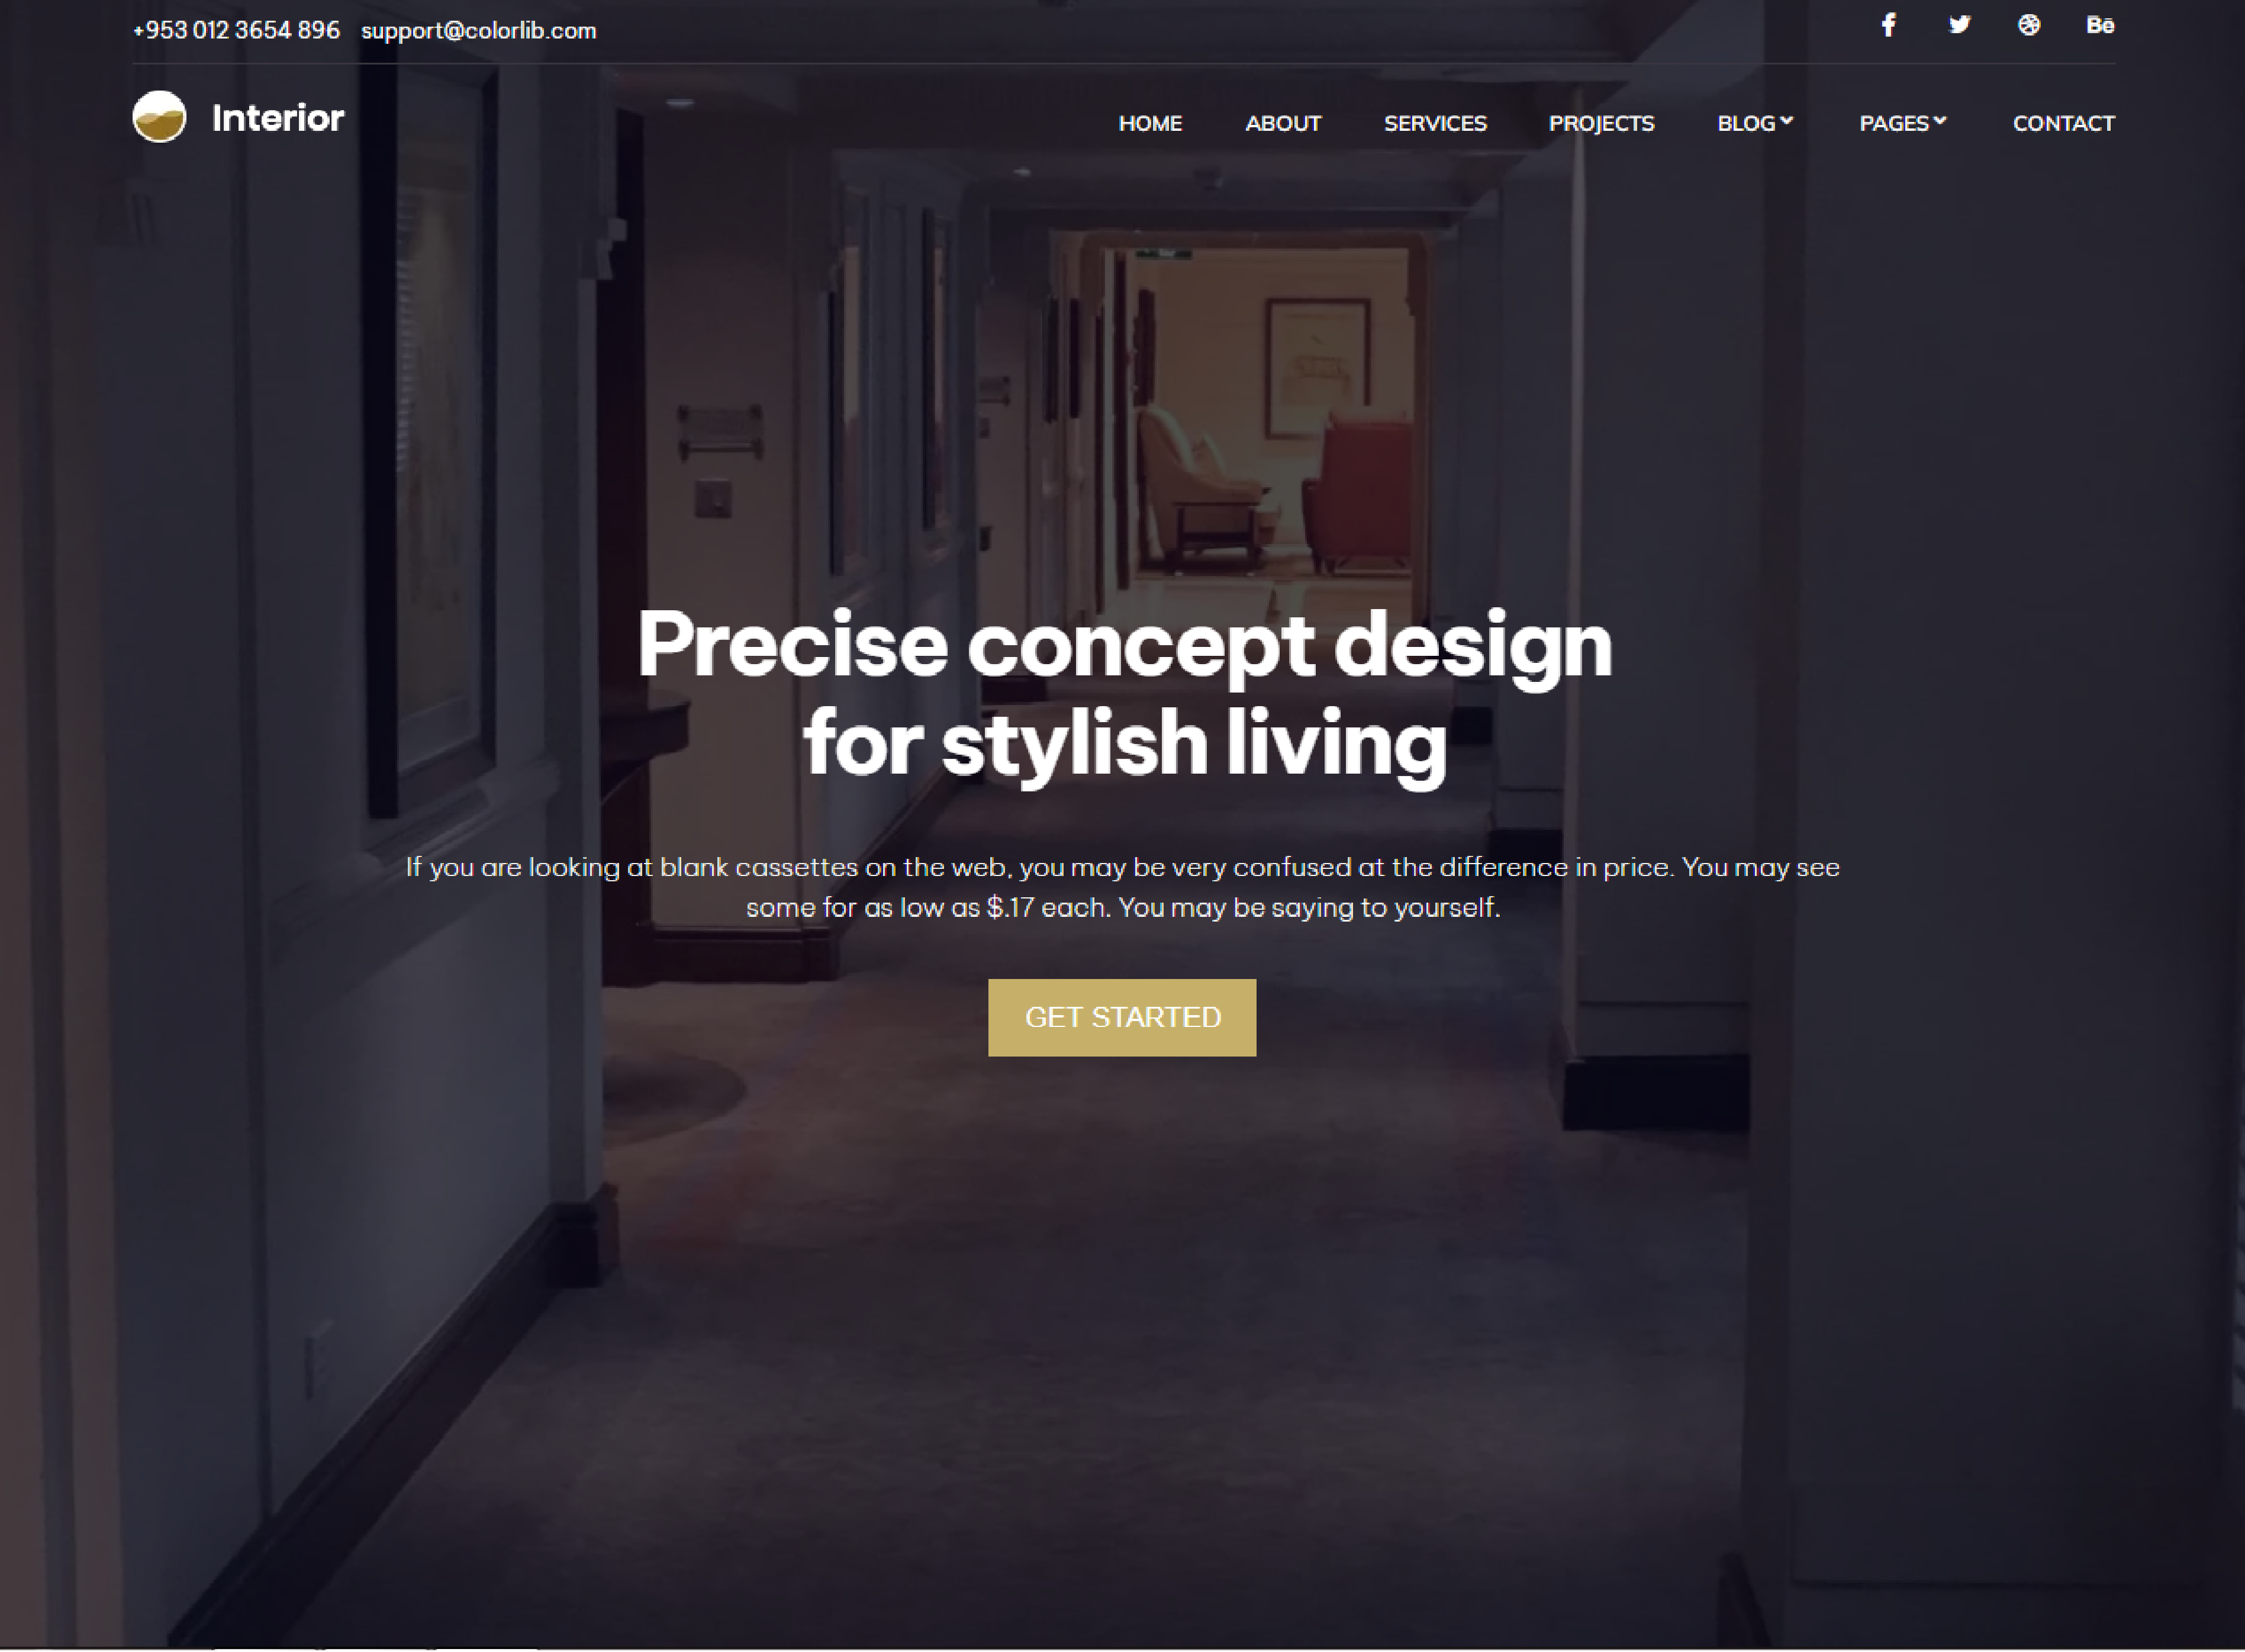 +953 012 3654 896 support@colorlib.com
Bē
Interior
HOME ABOUT SERVICES PROJECTS BLOG PAGES CONTACT
Precise concept design
for stylish living
If you are looking at blank cassettes on the web, you may be very confused at the difference in price. You may see
some for as low as $.17 each. You may be saying to yourself.
GET STARTED